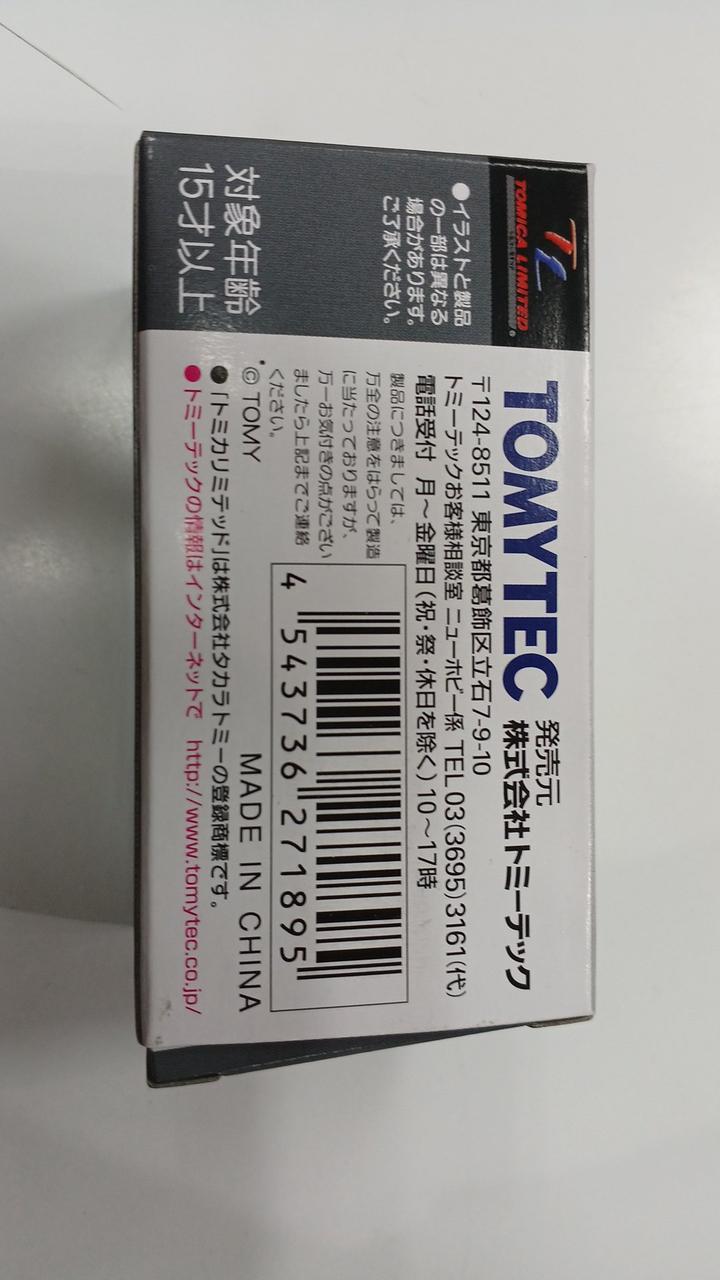 TOMICA LIMITED
TL
●イラストと製品
の一部は異なる
場合があります。
ご了承ください。
対象年齢
15才以上
TOMYTEC
発売元
株式会社トミーテック
〒124-8511 東京都葛飾区立石7-9-10
トミーテックお客様相談室 ニューホビー係 TEL 03(3695)3161(代)
電話受付 月〜金曜日(祝・祭・休日を除く)10〜17時
製品につきましては、
万全の注意をはらって製造
に当たっておりますが、
万一お気付きの点がござい
ましたら上記までご連絡
ください。
© TOMY
4 543736 271895
MADE IN CHINA
●「トミカリミテッド」は株式会社タカラトミーの登録商標です。
●トミーテックの情報はインターネットで http://www.tomytec.co.jp/